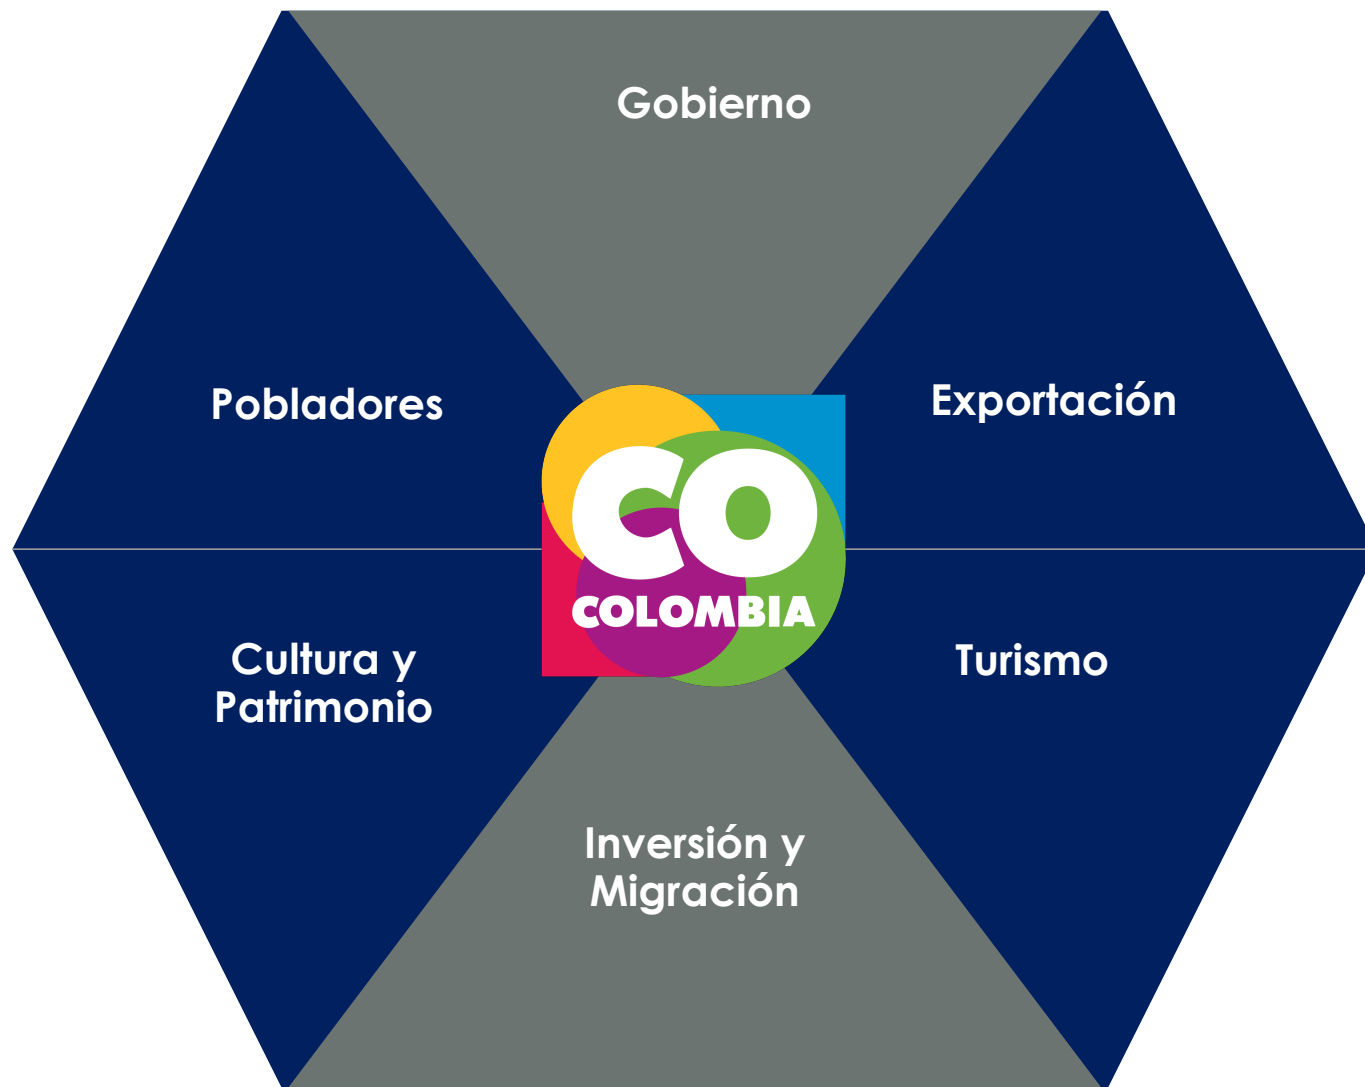 Gobierno
Pobladores
Exportación
CO
COLOMBIA
Cultura y
Patrimonio
Turismo
Inversión y
Migración